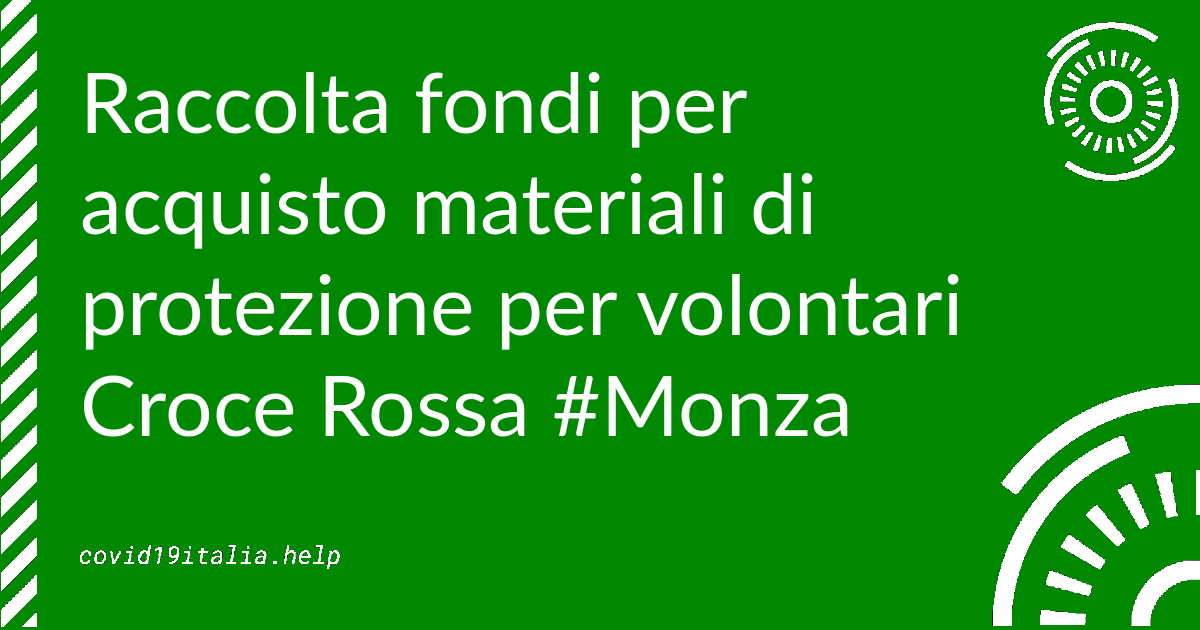 Raccolta fondi per
acquisto materiali di
protezione per volontari
Croce Rossa #Monza
covid19italia.help